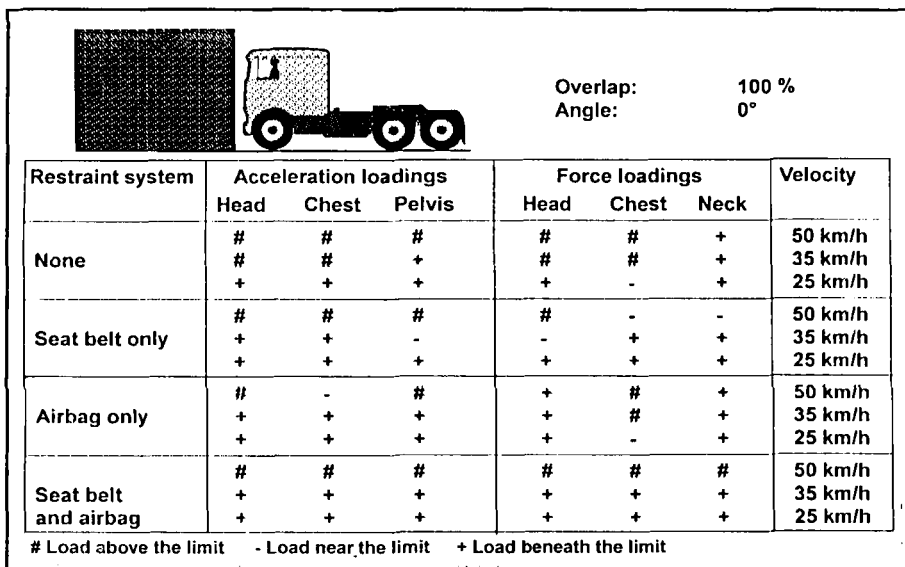 Overlap: 100 %
Angle: 0°
Restraint system Acceleration loadings Force loadings Velocity
Head Chest Pelvis Head Chest Neck
# # # # # + 50 km/h
None # # + # # + 35 km/h
+ + + + - + 25 km/h
# # # # - - 50 km/h
Seat belt only + + - - + + 35 km/h
+ + + + + + 25 km/h
# - # + # + 50 km/h
Airbag only + + + + # + 35 km/h
+ + + + - + 25 km/h
# # # # # # 50 km/h
Seat belt + + + + + + 35 km/h
and airbag + + + + + + 25 km/h
# Load above the limit - Load near the limit + Load beneath the limit